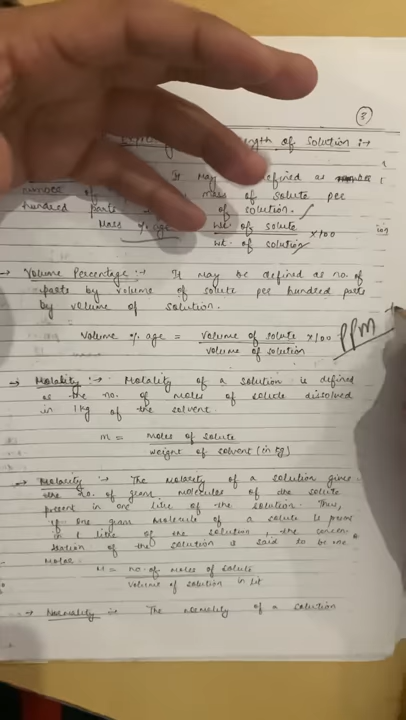 3
Strength of Solution :→
It may defined as
number of mass of solute per
hundred parts of solution.
Mass % age wt. of solute × 100
wt. of solution
→ Volume Percentage :→ It may be defined as no. of
parts by volume of solute per hundred parts
by volume of solution.
Volume % age = volume of solute × 100
volume of solution
PPM
→ Molality :→ Molality of a solution is defined
as the no. of moles of solute dissolved
in 1 kg of the solvent.
m = moles of solute
weight of solvent (in kg)
→ Molarity :→ The molarity of a solution gives
the no. of gram molecules of the solute
present in one litre of the solution. Thus,
if one gram molecule of a solute is present
in 1 litre of the solution, the concen
tration of the solution is said to be one
Molar.
M = no. of moles of solute
volume of solution in lit
→ Normality :→ The normality of a solution